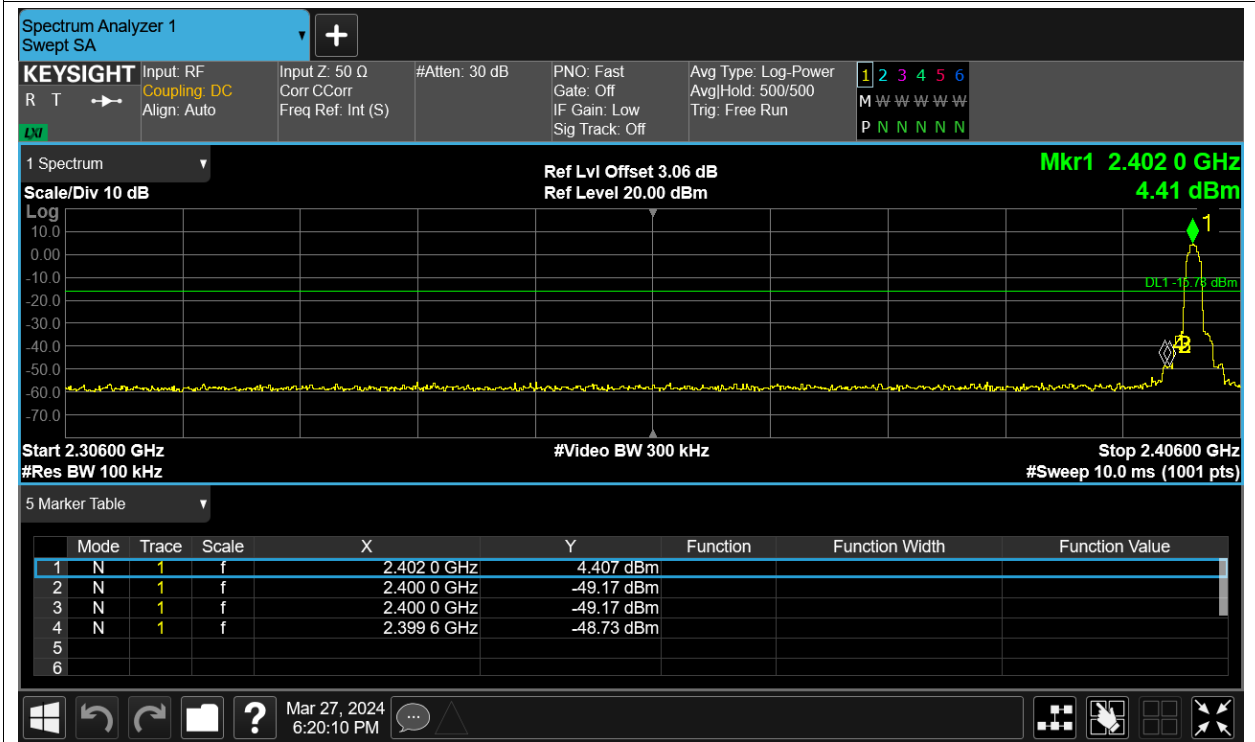 Spectrum Analyzer 1
Swept SA
+
KEYSIGHT Input: RF Input Z: 50 Ω #Atten: 30 dB PNO: Fast Avg Type: Log-Power 1 2 3 4 5 6
R T Coupling: DC Corr CCorr Gate: Off Avg|Hold: 500/500 M W W W W W
Align: Auto Freq Ref: Int (S) IF Gain: Low Trig: Free Run
LXI Sig Track: Off P N N N N N
1 Spectrum Ref Lvl Offset 3.06 dB Mkr1 2.402 0 GHz
Scale/Div 10 dB Ref Level 20.00 dBm 4.41 dBm
Log
1
10.0
0.00
-10.0
DL1 -15.78 dBm
-20.0
-30.0
-40.0
-50.0
-60.0
-70.0
Start 2.30600 GHz #Video BW 300 kHz Stop 2.40600 GHz
#Res BW 100 kHz #Sweep 10.0 ms (1001 pts)
5 Marker Table
Mode Trace Scale X Y Function Function Width Function Value
1 N 1 f 2.402 0 GHz 4.407 dBm
2 N 1 f 2.400 0 GHz -49.17 dBm
3 N 1 f 2.400 0 GHz -49.17 dBm
4 N 1 f 2.399 6 GHz -48.73 dBm
5
6
? Mar 27, 2024
6:20:10 PM